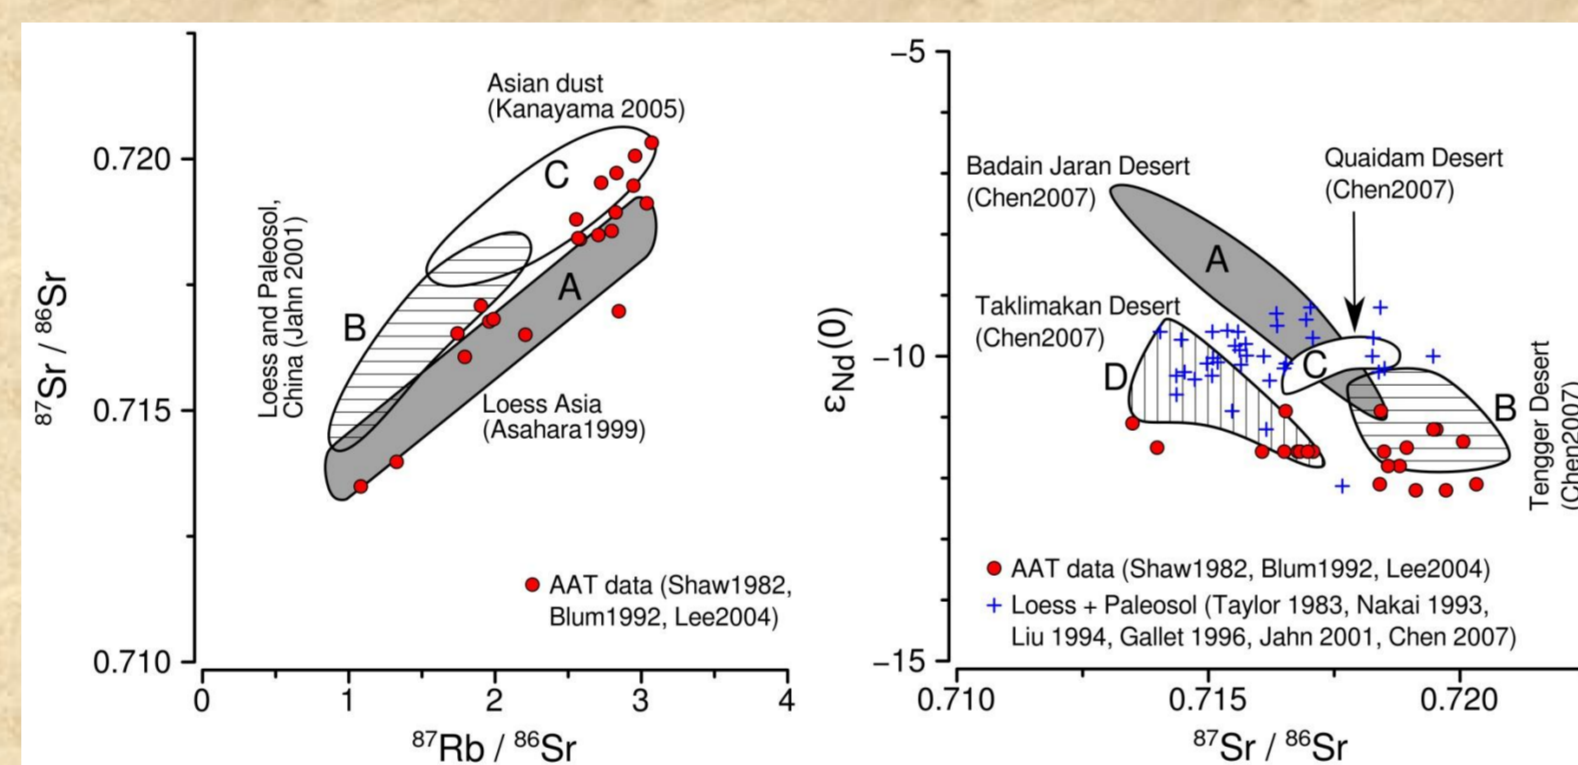 Asian dust
(Kanayama 2005)
0.720
0.715
0.710
87Sr / 86Sr
Loess and Paleosol,
China (Jahn 2001)
C
B
A
Loess Asia
(Asahara1999)
AAT data (Shaw1982,
Blum1992, Lee2004)
0 1 2 3 4
87Rb / 86Sr
−5
−10
−15
εNd(0)
Badain Jaran Desert
(Chen2007)
Quaidam Desert
(Chen2007)
A
Taklimakan Desert
(Chen2007)
C
D
B
Tengger Desert
(Chen2007)
AAT data (Shaw1982, Blum1992, Lee2004)
Loess + Paleosol (Taylor 1983, Nakai 1993,
Liu 1994, Gallet 1996, Jahn 2001, Chen 2007)
0.710 0.715 0.720
87Sr / 86Sr